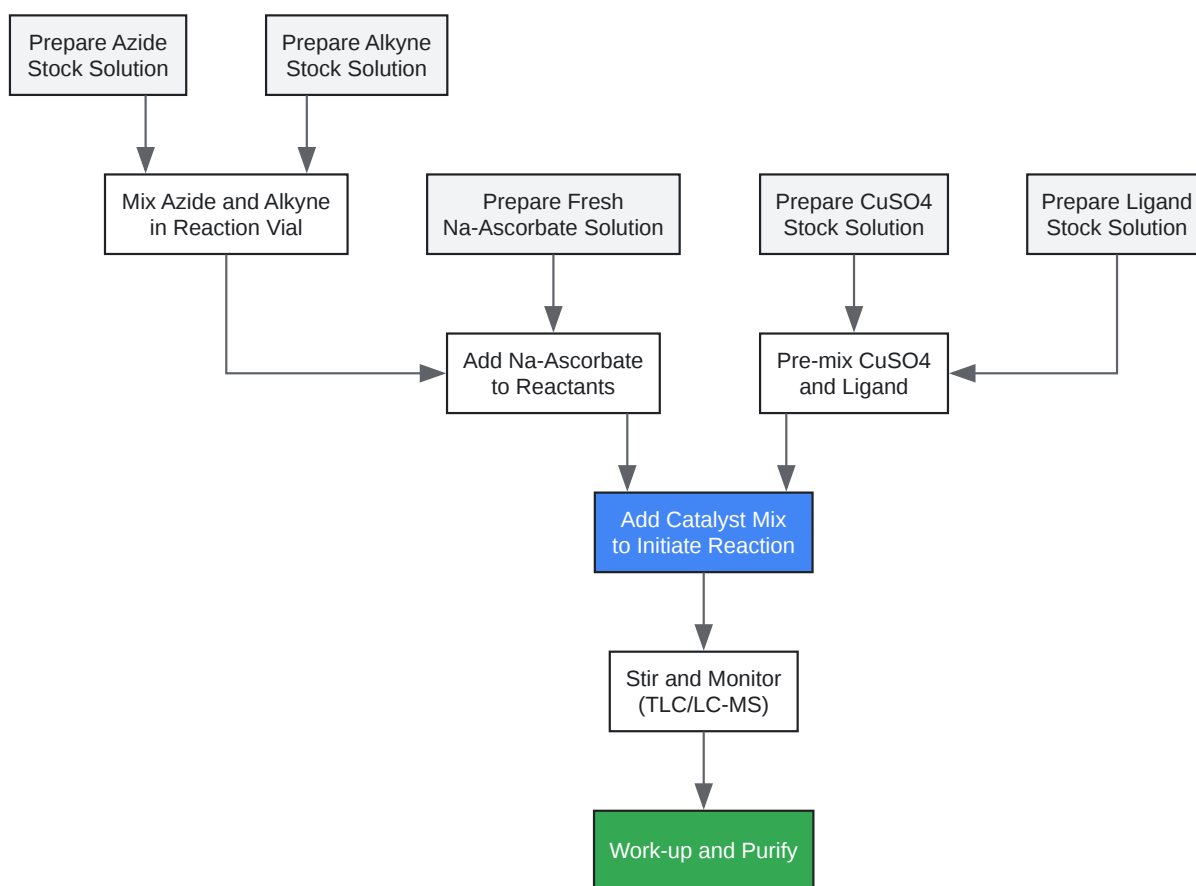 Prepare Azide
Stock Solution
Prepare Alkyne
Stock Solution
Mix Azide and Alkyne
in Reaction Vial
Prepare Fresh
Na-Ascorbate Solution
Prepare CuSO4
Stock Solution
Prepare Ligand
Stock Solution
Add Na-Ascorbate
to Reactants
Pre-mix CuSO4
and Ligand
Add Catalyst Mix
to Initiate Reaction
Stir and Monitor
(TLC/LC-MS)
Work-up and Purify